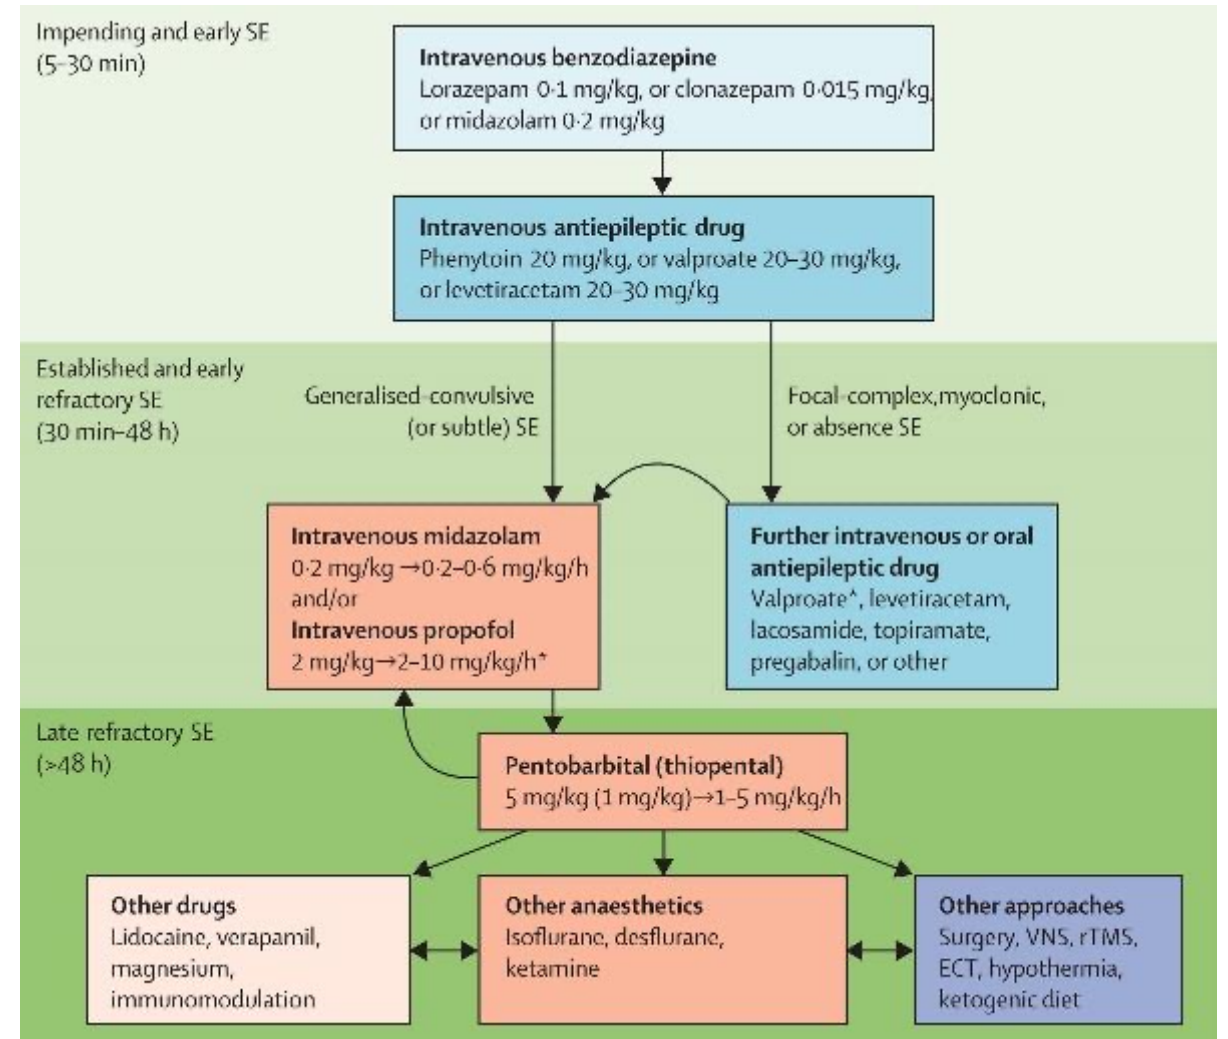 Impending and early SE
(5–30 min)
Intravenous benzodiazepine
Lorazepam 0·1 mg/kg, or clonazepam 0·015 mg/kg,
or midazolam 0·2 mg/kg
Intravenous antiepileptic drug
Phenytoin 20 mg/kg, or valproate 20–30 mg/kg,
or levetiracetam 20–30 mg/kg
Established and early
refractory SE
(30 min–48 h)
Generalised-convulsive
(or subtle) SE
Focal-complex,myoclonic,
or absence SE
Intravenous midazolam
0·2 mg/kg →0·2–0·6 mg/kg/h
and/or
Intravenous propofol
2 mg/kg→2–10 mg/kg/h*
Further intravenous or oral
antiepileptic drug
Valproate*, levetiracetam,
lacosamide, topiramate,
pregabalin, or other
Late refractory SE
(>48 h)
Pentobarbital (thiopental)
5 mg/kg (1 mg/kg)→1–5 mg/kg/h
Other drugs
Lidocaine, verapamil,
magnesium,
immunomodulation
Other anaesthetics
Isoflurane, desflurane,
ketamine
Other approaches
Surgery, VNS, rTMS,
ECT, hypothermia,
ketogenic diet